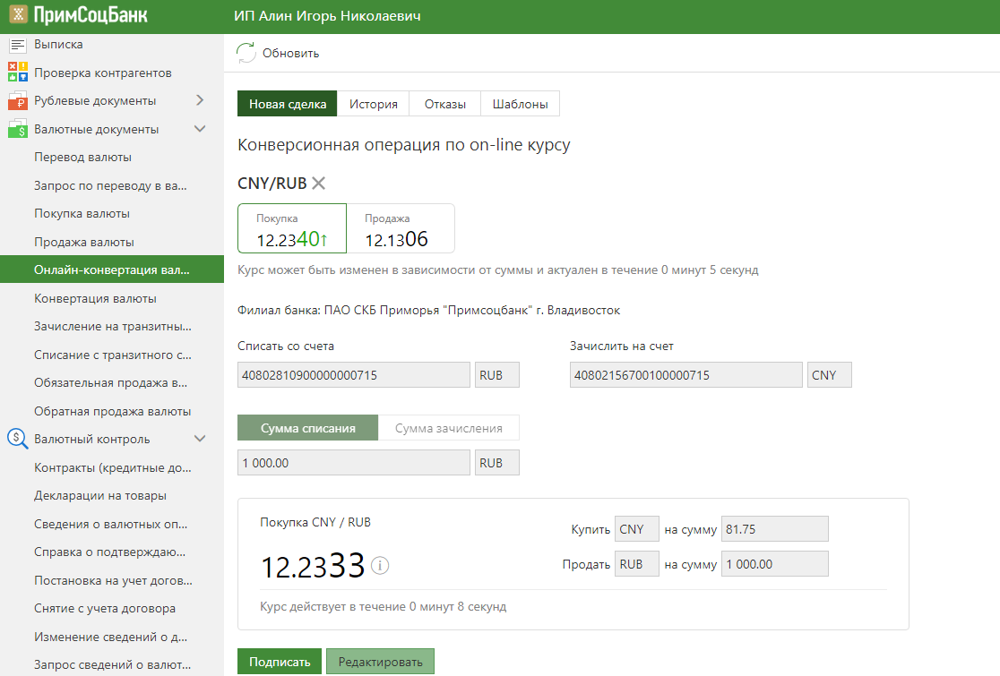 ПримСоцБанк
ИП Алин Игорь Николаевич
Выписка
Проверка контрагентов
Рублевые документы
Валютные документы
Перевод валюты
Запрос по переводу в ва...
Покупка валюты
Продажа валюты
Онлайн-конвертация вал...
Конвертация валюты
Зачисление на транзитны...
Списание с транзитного с...
Обязательная продажа в...
Обратная продажа валюты
Валютный контроль
Контракты (кредитные до...
Декларации на товары
Сведения о валютных оп...
Справка о подтверждаю...
Постановка на учет догов...
Снятие с учета договора
Изменение сведений о д...
Запрос сведений о валют...
Обновить
Новая сделка История Отказы Шаблоны
Конверсионная операция по on-line курсу
CNY/RUB
Покупка Продажа
12.2340↑ 12.1306
Курс может быть изменен в зависимости от суммы и актуален в течение 0 минут 5 секунд
Филиал банка: ПАО СКБ Приморья "Примсоцбанк" г. Владивосток
Списать со счета Зачислить на счет
40802810900000000715 RUB 40802156700100000715 CNY
Сумма списания Сумма зачисления
1 000.00 RUB
Покупка CNY / RUB
12.2333
Купить CNY на сумму 81.75
Продать RUB на сумму 1 000.00
Курс действует в течение 0 минут 8 секунд
Подписать Редактировать